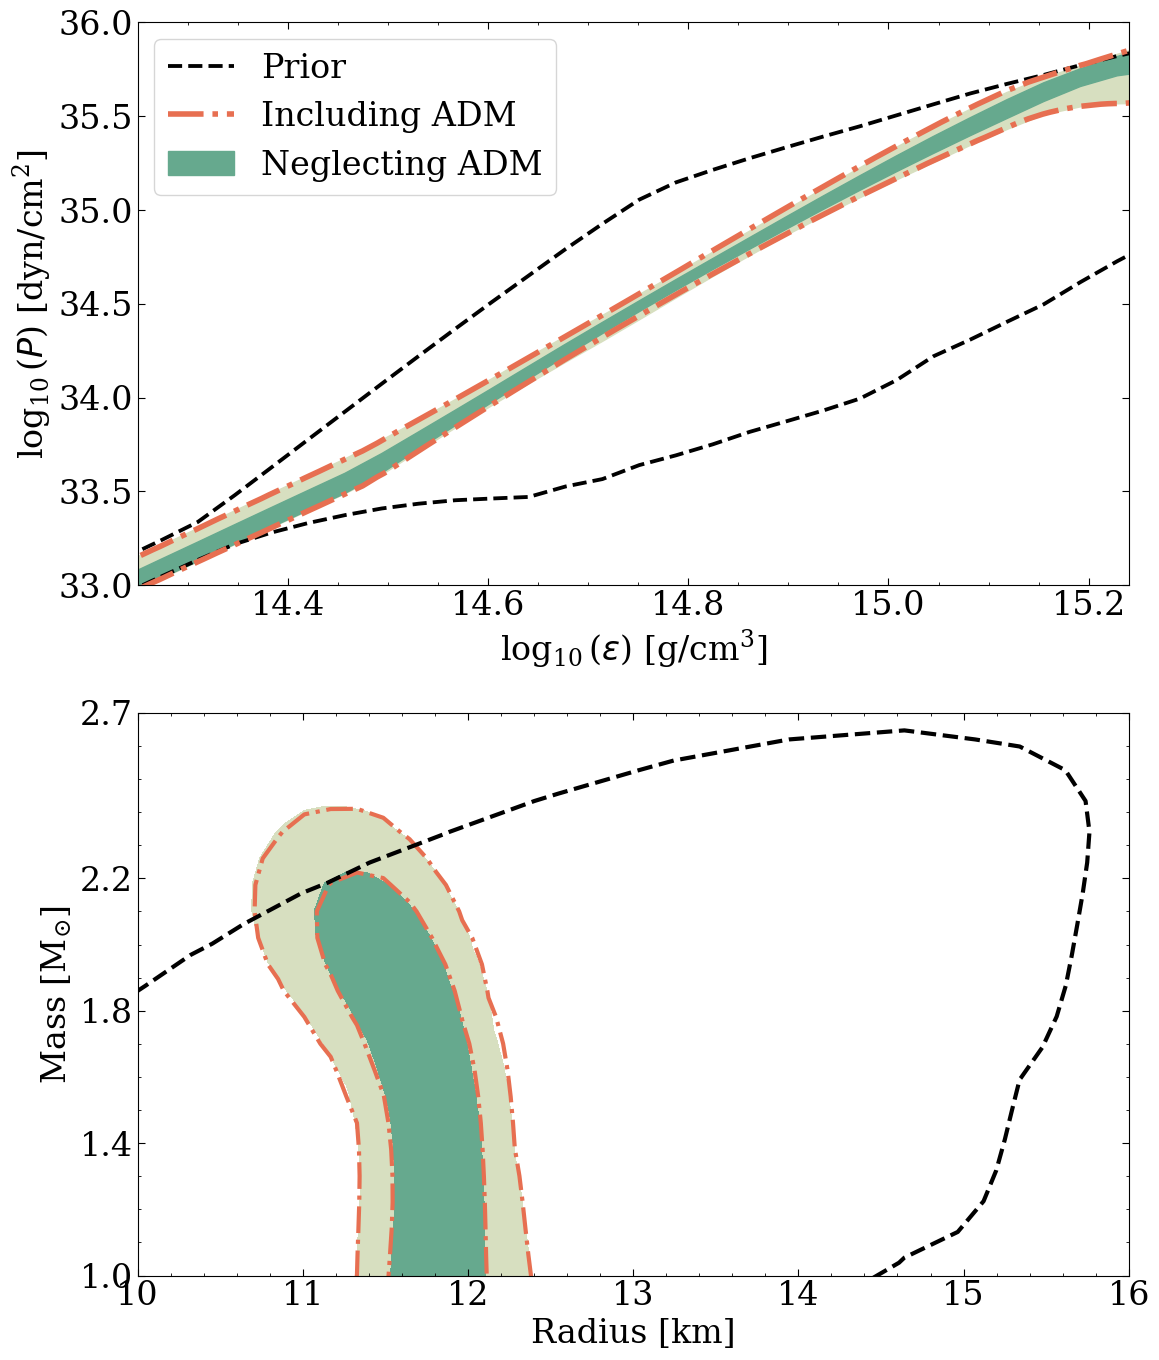 36.0
35.5
35.0
34.5
34.0
33.5
33.0
log₁₀(P) [dyn/cm²]
Prior
Including ADM
Neglecting ADM
14.4 14.6 14.8 15.0 15.2
log₁₀(ε) [g/cm³]
2.7
2.2
1.8
1.4
1.0
Mass [M⊙]
10 11 12 13 14 15 16
Radius [km]